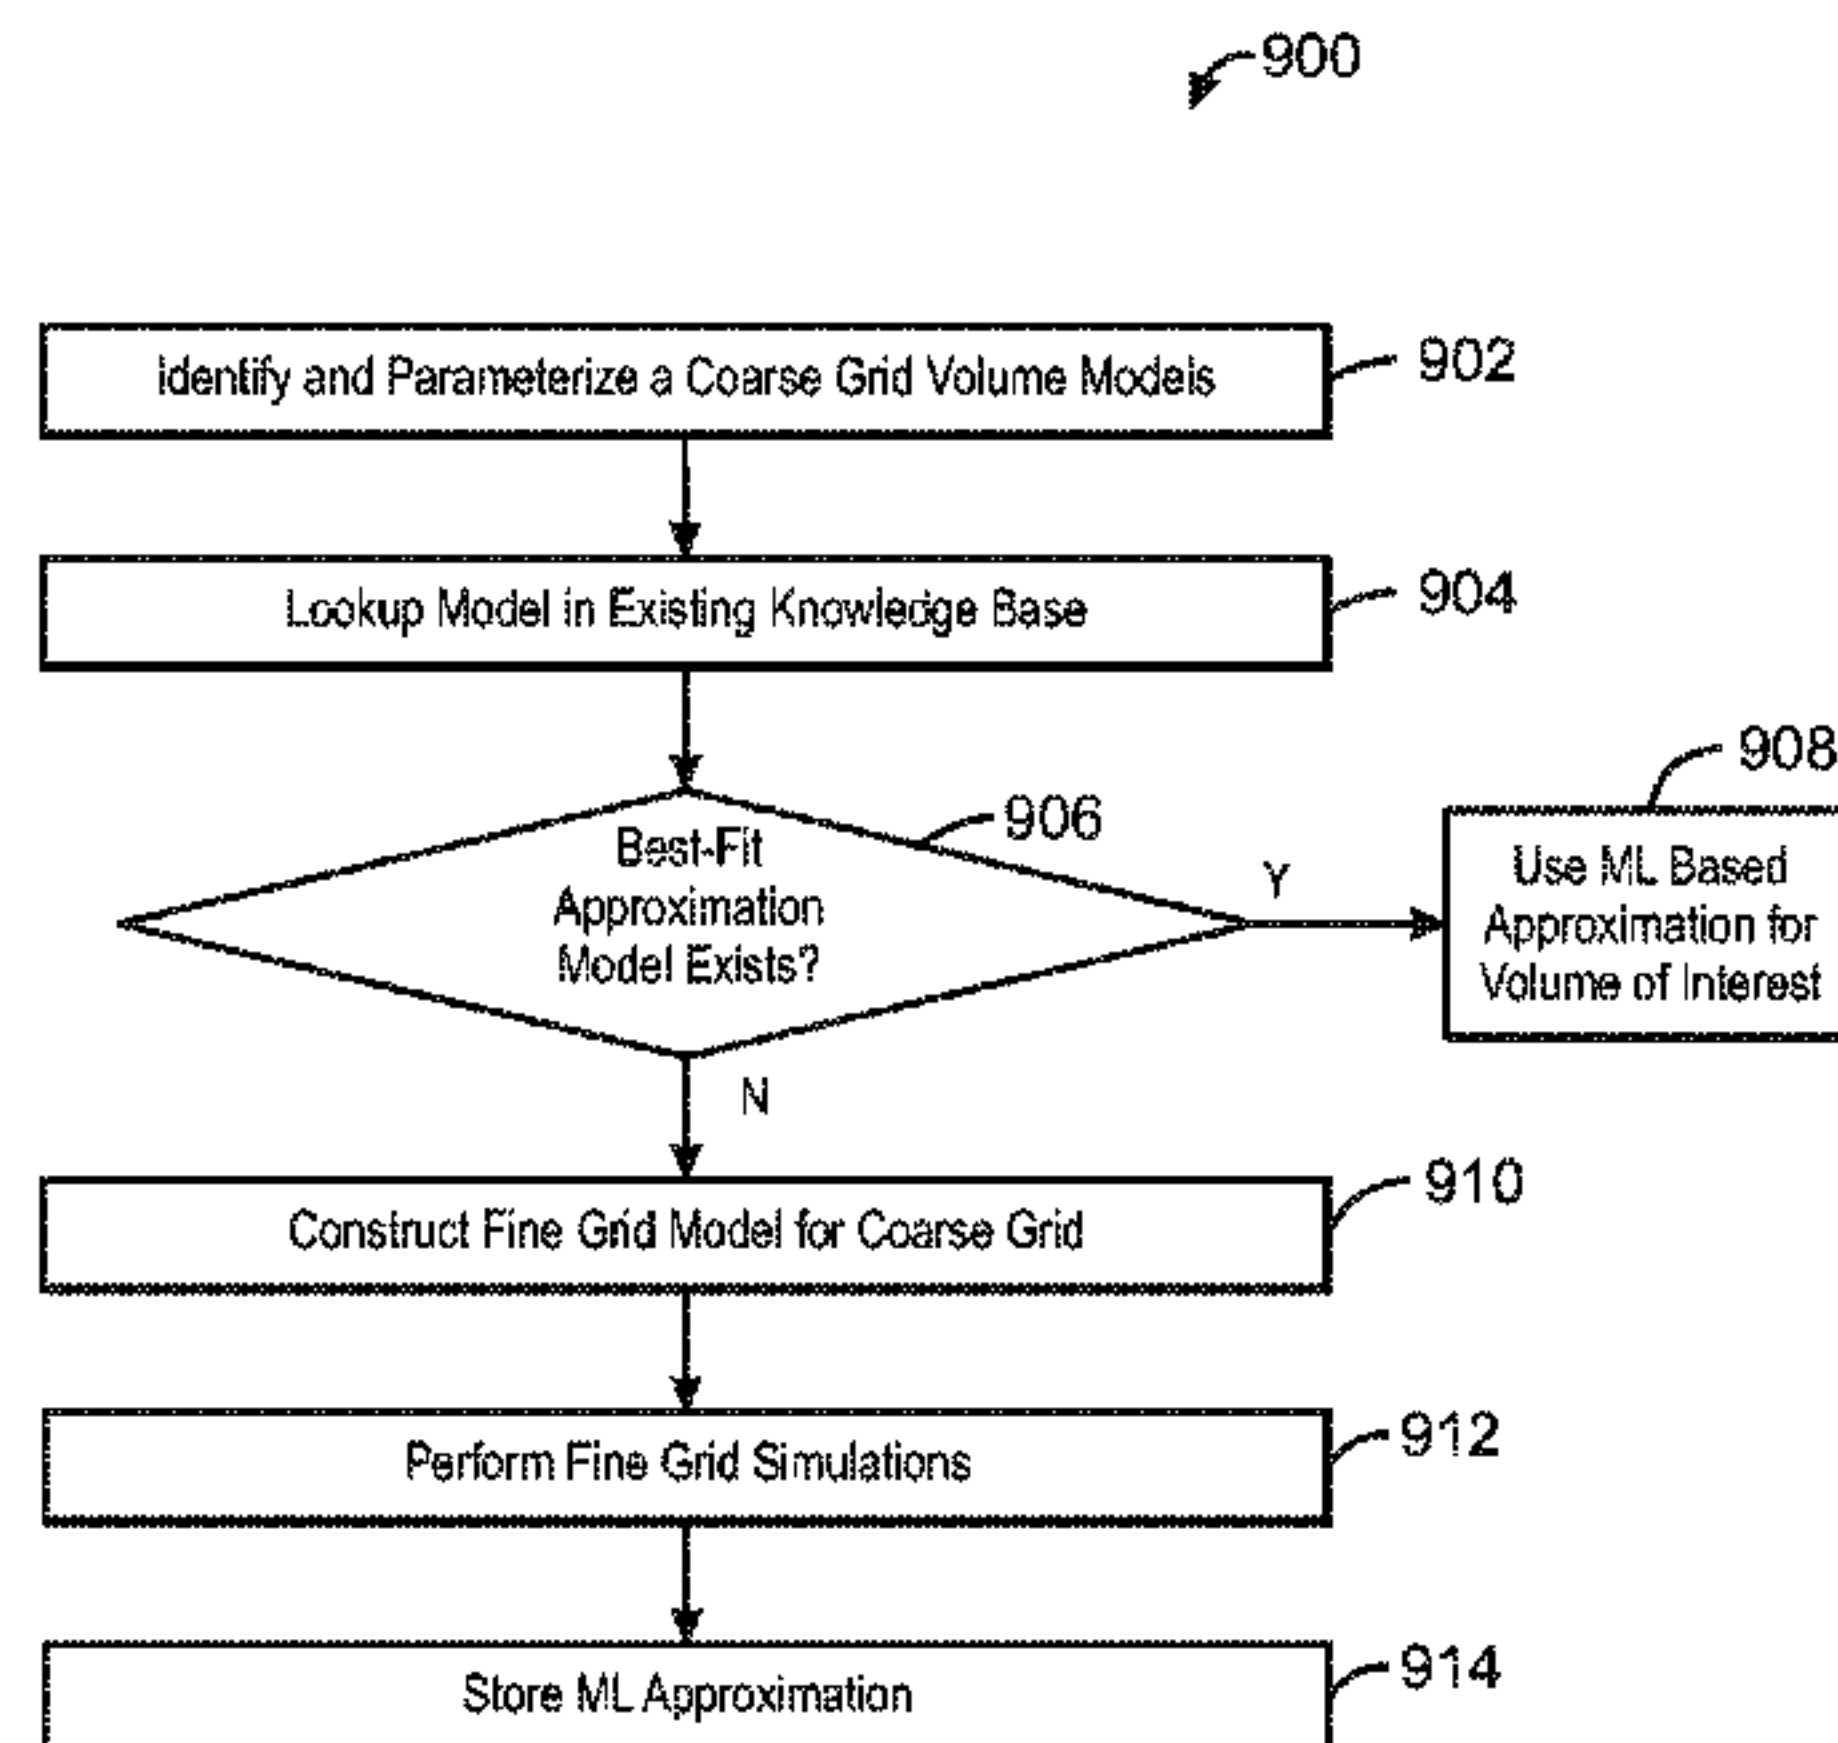 900
Identify and Parameterize a Coarse Grid Volume Models
902
Lookup Model in Existing Knowledge Base
904
Best-Fit
Approximation
Model Exists?
906
Y
908
Use ML Based
Approximation for
Volume of Interest
N
Construct Fine Grid Model for Coarse Grid
910
Perform Fine Grid Simulations
912
Store ML Approximation
914